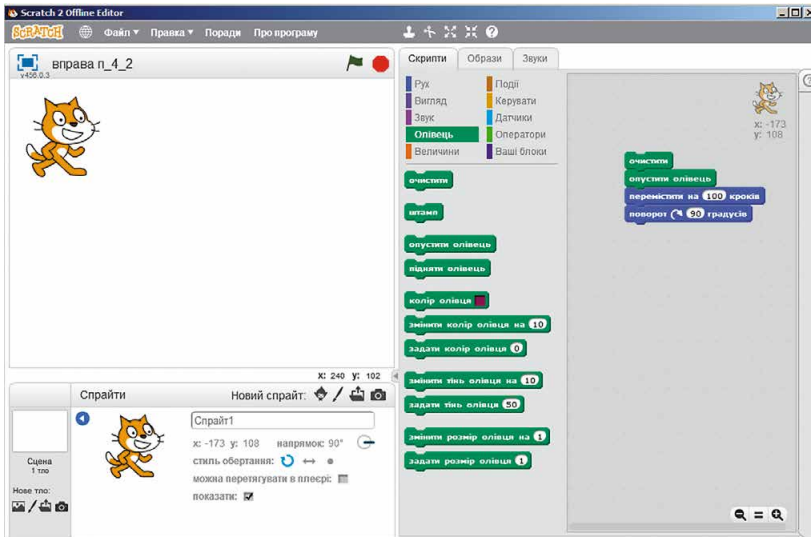 Scratch 2 Offline Editor
SCRATCH Файл Правка Поради Про програму
вправа п_4_2
v456.0.3
x: 240 y: 102
Спрайти Новий спрайт:
Сцена
1 тло
Нове тло:
Спрайт1
x: -173 y: 108 напрямок: 90°
стиль обертання:
можна перетягувати в плеєрі:
показати:
Скрипти Образи Звуки
Рух Події
Вигляд Керувати
Звук Датчики
Олівець Оператори
Величини Ваші блоки
очистити
штамп
опустити олівець
підняти олівець
колір олівця
змінити колір олівця на 10
задати колір олівця 0
змінити тінь олівця на 10
задати тінь олівця 50
змінити розмір олівця на 1
задати розмір олівця 1
x: -173
y: 108
очистити
опустити олівець
перемістити на 100 кроків
поворот 90 градусів